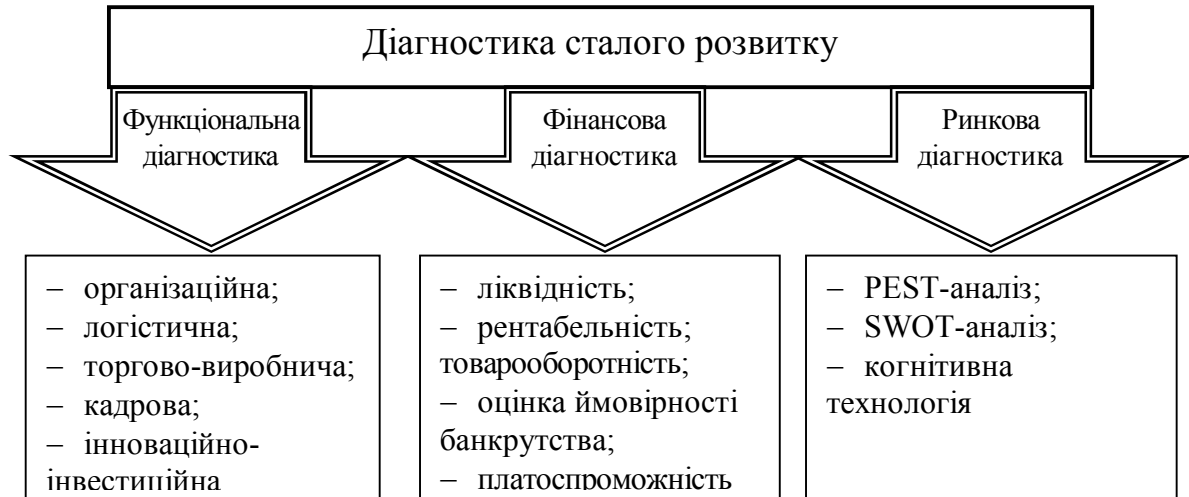 Діагностика сталого розвитку
Функціональна
діагностика
Фінансова
діагностика
Ринкова
діагностика
– організаційна;
– логістична;
– торгово-виробнича;
– кадрова;
– інноваційно-
інвестиційна
– ліквідність;
– рентабельність;
товарооборотність;
– оцінка ймовірності
банкрутства;
– платоспроможність
– PEST-аналіз;
– SWOT-аналіз;
– когнітивна
технологія